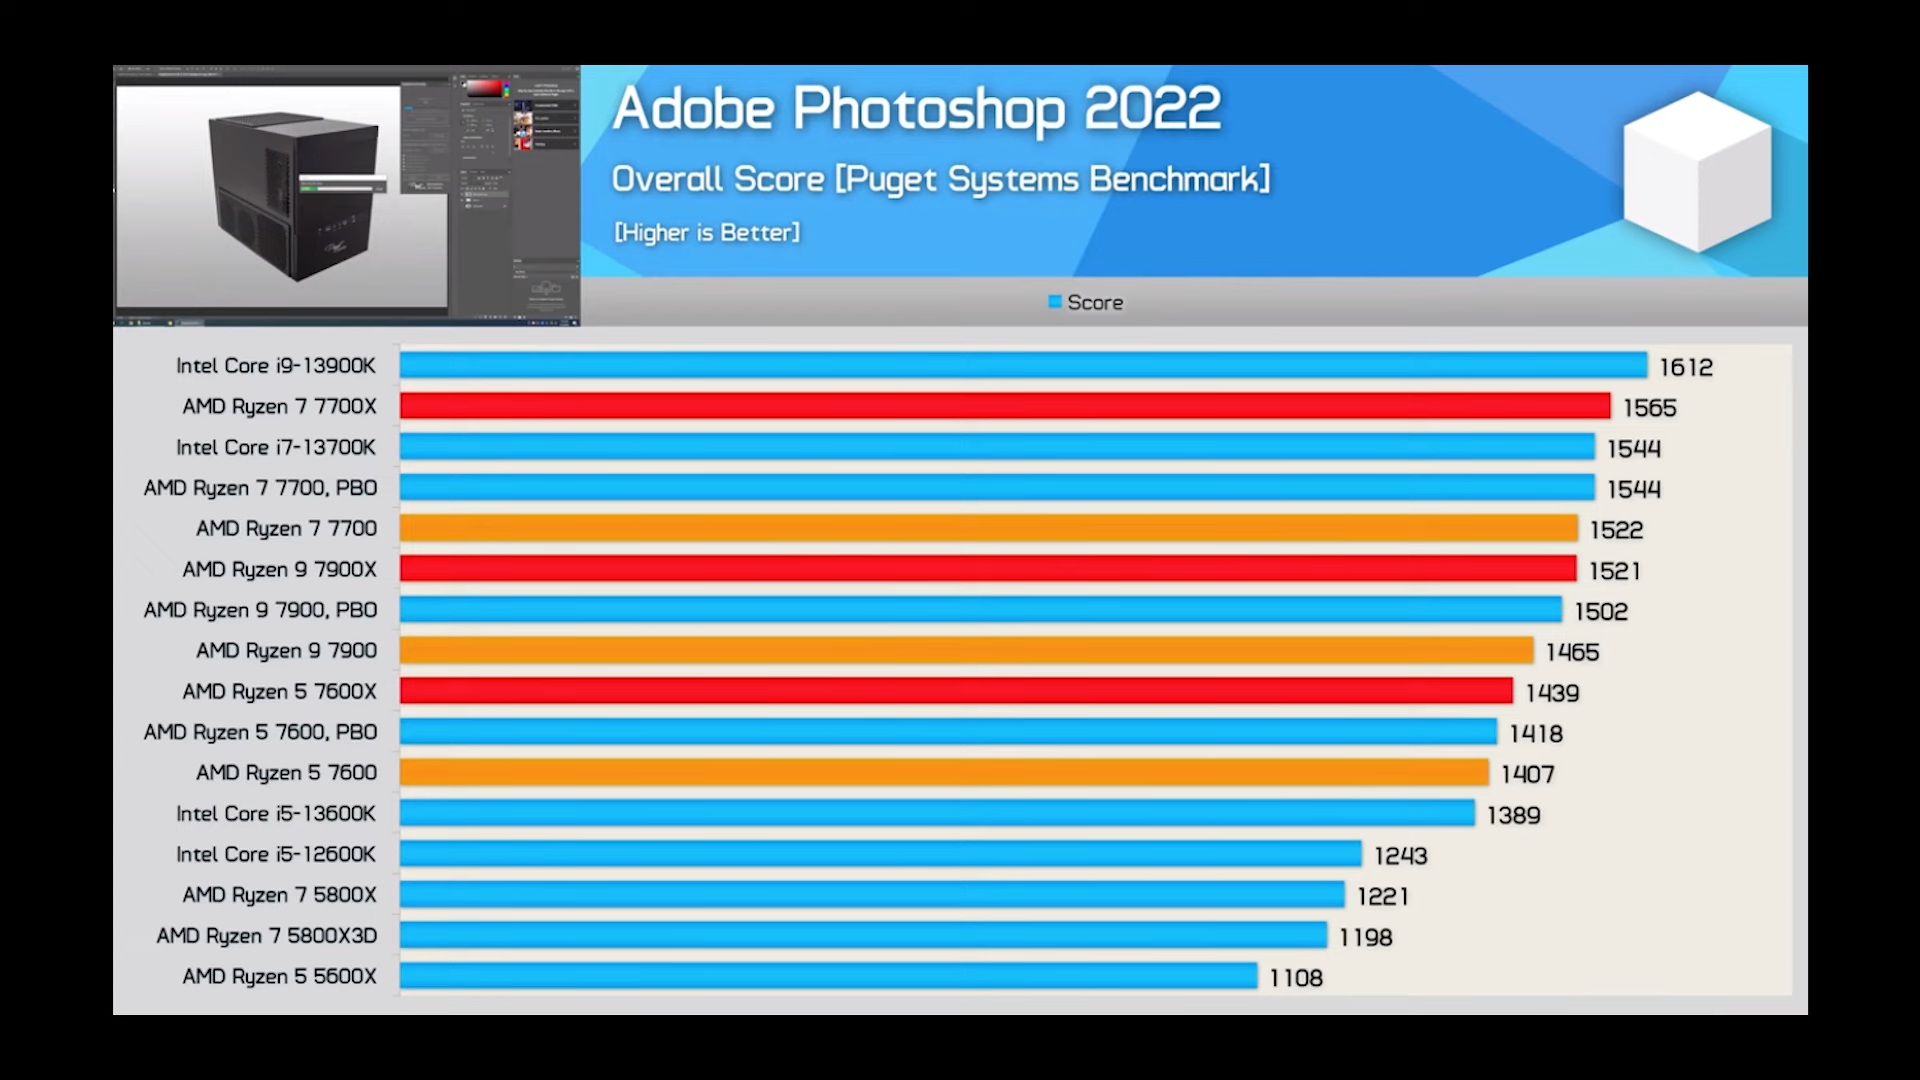 Adobe Photoshop 2022
Overall Score [Puget Systems Benchmark]
[Higher is Better]
Score
Intel Core i9-13900K 1612
AMD Ryzen 7 7700X 1565
Intel Core i7-13700K 1544
AMD Ryzen 7 7700, PBO 1544
AMD Ryzen 7 7700 1522
AMD Ryzen 9 7900X 1521
AMD Ryzen 9 7900, PBO 1502
AMD Ryzen 9 7900 1465
AMD Ryzen 5 7600X 1439
AMD Ryzen 5 7600, PBO 1418
AMD Ryzen 5 7600 1407
Intel Core i5-13600K 1389
Intel Core i5-12600K 1243
AMD Ryzen 7 5800X 1221
AMD Ryzen 7 5800X3D 1198
AMD Ryzen 5 5600X 1108